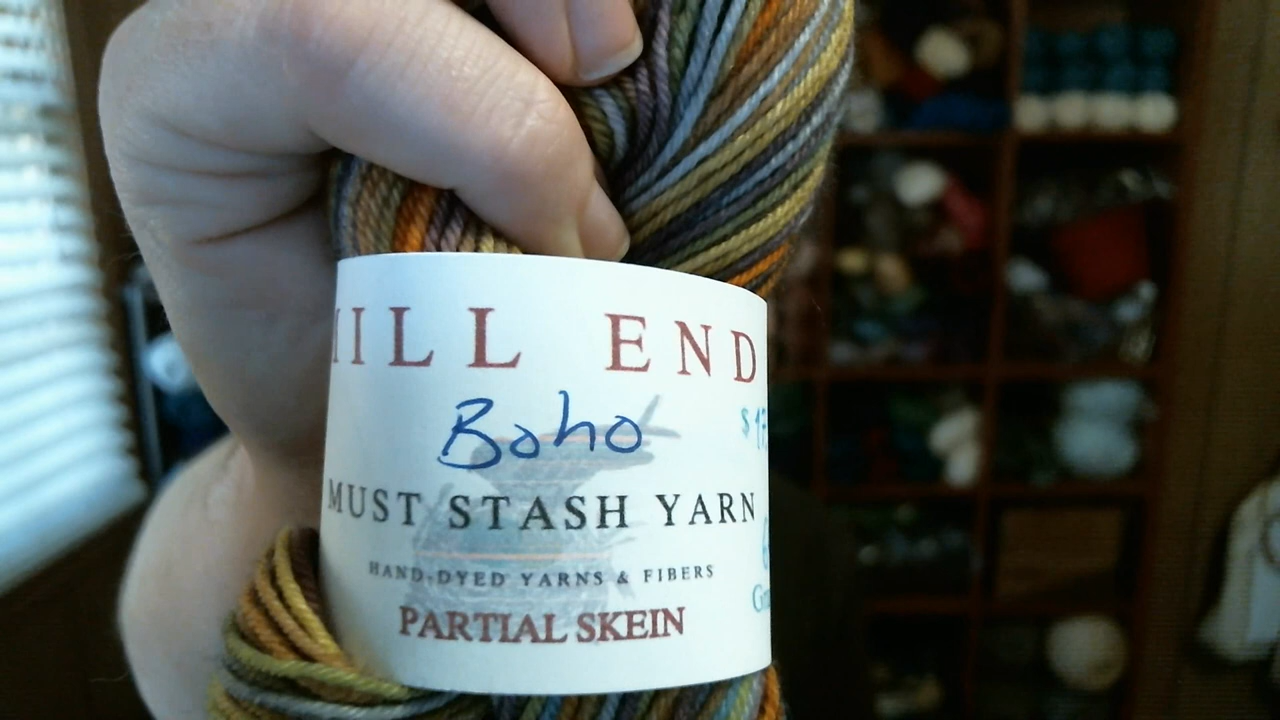 MILL END
Boho
MUST STASH YARN
HAND-DYED YARNS & FIBERS
PARTIAL SKEIN